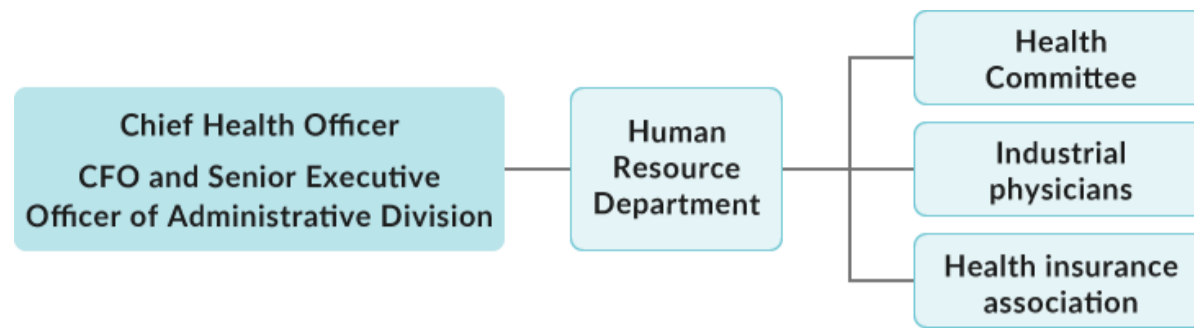 Chief Health Officer
CFO and Senior Executive
Officer of Administrative Division
Human
Resource
Department
Health
Committee
Industrial
physicians
Health insurance
association